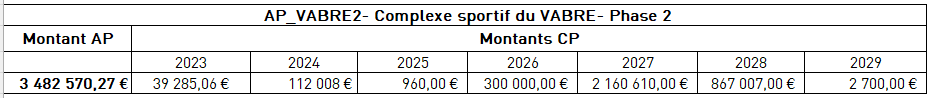 AP_VABRE2- Complexe sportif du VABRE- Phase 2
Montant AP Montants CP
2023 2024 2025 2026 2027 2028 2029
3 482 570,27 € 39 285,06 € 112 008 € 960,00 € 300 000,00 € 2 160 610,00 € 867 007,00 € 2 700,00 €